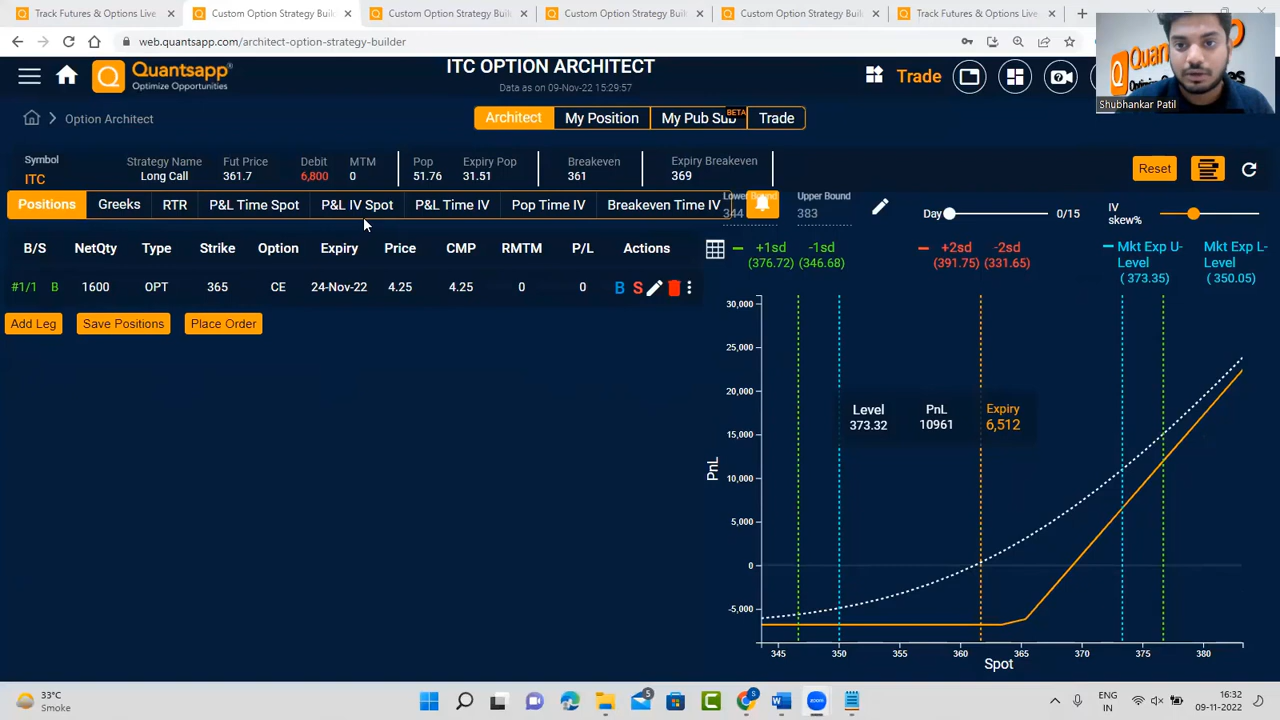 Track Futures & Options Live
Custom Option Strategy Builder
Custom Option Strategy Builder
Custom Option Strategy Builder
Custom Option Strategy Builder
Track Futures & Options Live
web.quantsapp.com/architect-option-strategy-builder
Quantsapp
Optimize Opportunities
ITC OPTION ARCHITECT
Data as on 09-Nov-22 15:29:57
Trade
Shubhankar Patil
Option Architect
Architect
My Position
My Pub Sub
BETA
Trade
Symbol
ITC
Strategy Name
Long Call
Fut Price
361.7
Debit
6,800
MTM
0
Pop
51.73
Expiry Pop
31.51
Breakeven
361
Expiry Breakeven
369
Reset
Positions
Greeks
RTR
P&L Time Spot
P&L IV Spot
P&L Time IV
Pop Time IV
Breakeven Time IV
Lower Bound
344
Upper Bound
383
Day
0/15
IV
skew%
B/S
NetQty
Type
Strike
Option
Expiry
Price
CMP
RMTM
P/L
Actions
#1/1
B
1600
OPT
365
CE
24-Nov-22
4.25
4.25
0
0
B
S
Add Leg
Save Positions
Place Order
+1sd
(376.72)
-1sd
(346.68)
+2sd
(391.75)
-2sd
(331.65)
Mkt Exp U-
Level
( 373.35)
Mkt Exp L-
Level
( 350.05)
30,000
25,000
20,000
15,000
10,000
5,000
0
-5,000
PnL
Level
373.32
PnL
10961
Expiry
6,512
345
350
355
360
365
370
375
380
Spot
33°C
Smoke
5
ENG
IN
16:32
09-11-2022